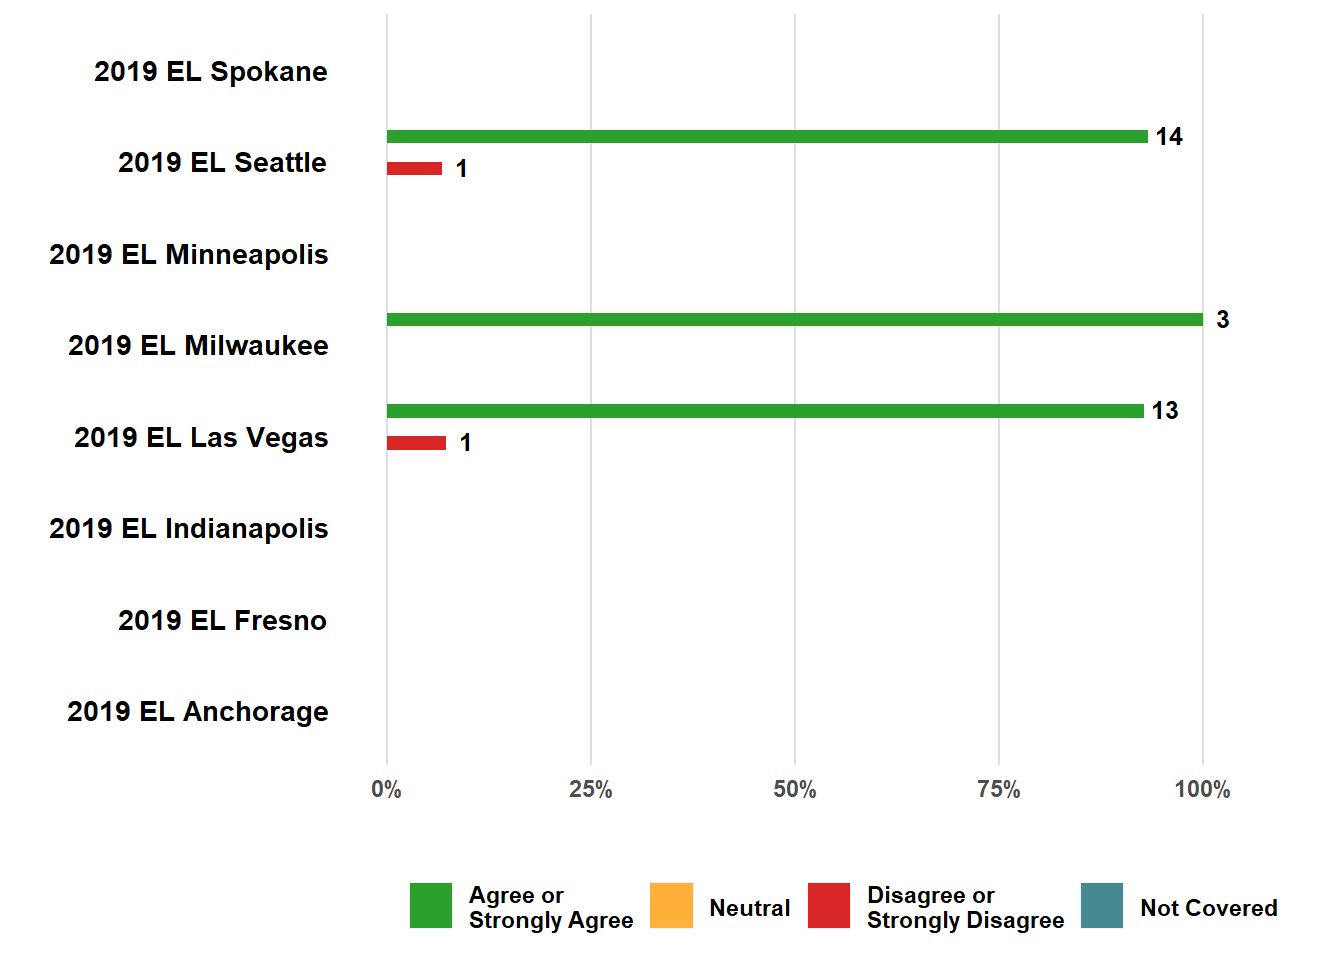 2019 EL Spokane
14
2019 EL Seattle
1
2019 EL Minneapolis
3
2019 EL Milwaukee
13
2019 EL Las Vegas
1
2019 EL Indianapolis
2019 EL Fresno
2019 EL Anchorage
0% 25% 50% 75% 100%
Agree or
Strongly Agree
Neutral
Disagree or
Strongly Disagree
Not Covered